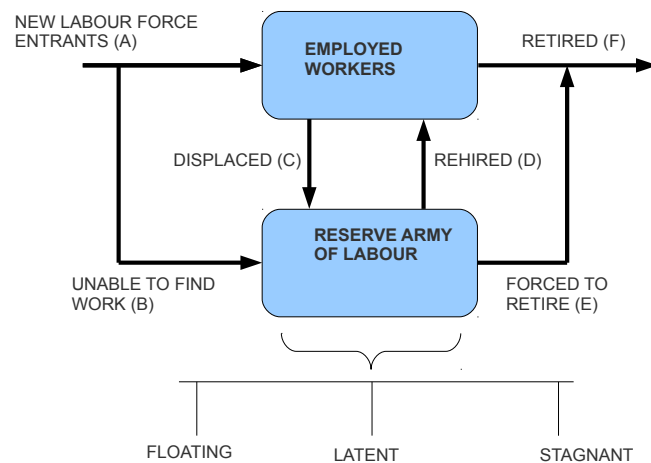 NEW LABOUR FORCE
ENTRANTS (A)
EMPLOYED
WORKERS
RETIRED (F)
DISPLACED (C)
REHIRED (D)
RESERVE ARMY
OF LABOUR
UNABLE TO FIND
WORK (B)
FORCED TO
RETIRE (E)
FLOATING
LATENT
STAGNANT